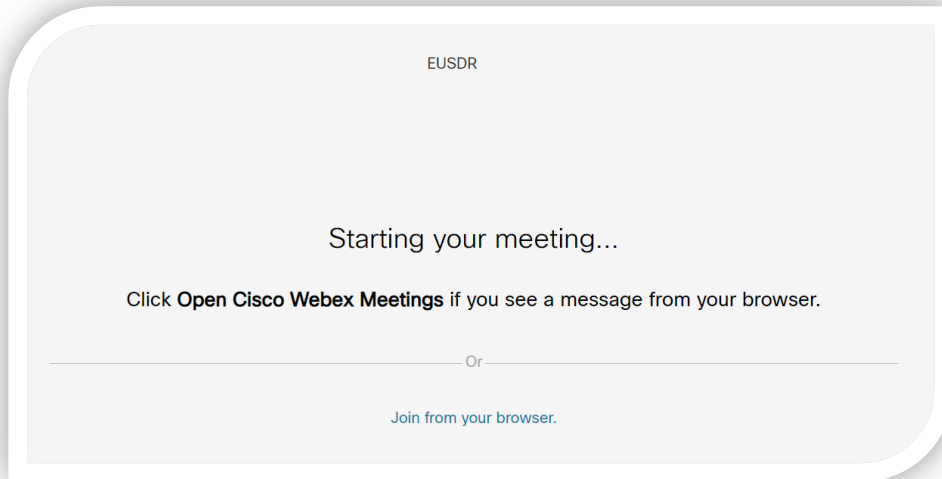 EUSDR
Starting your meeting...
Click Open Cisco Webex Meetings if you see a message from your browser.
Or
Join from your browser.